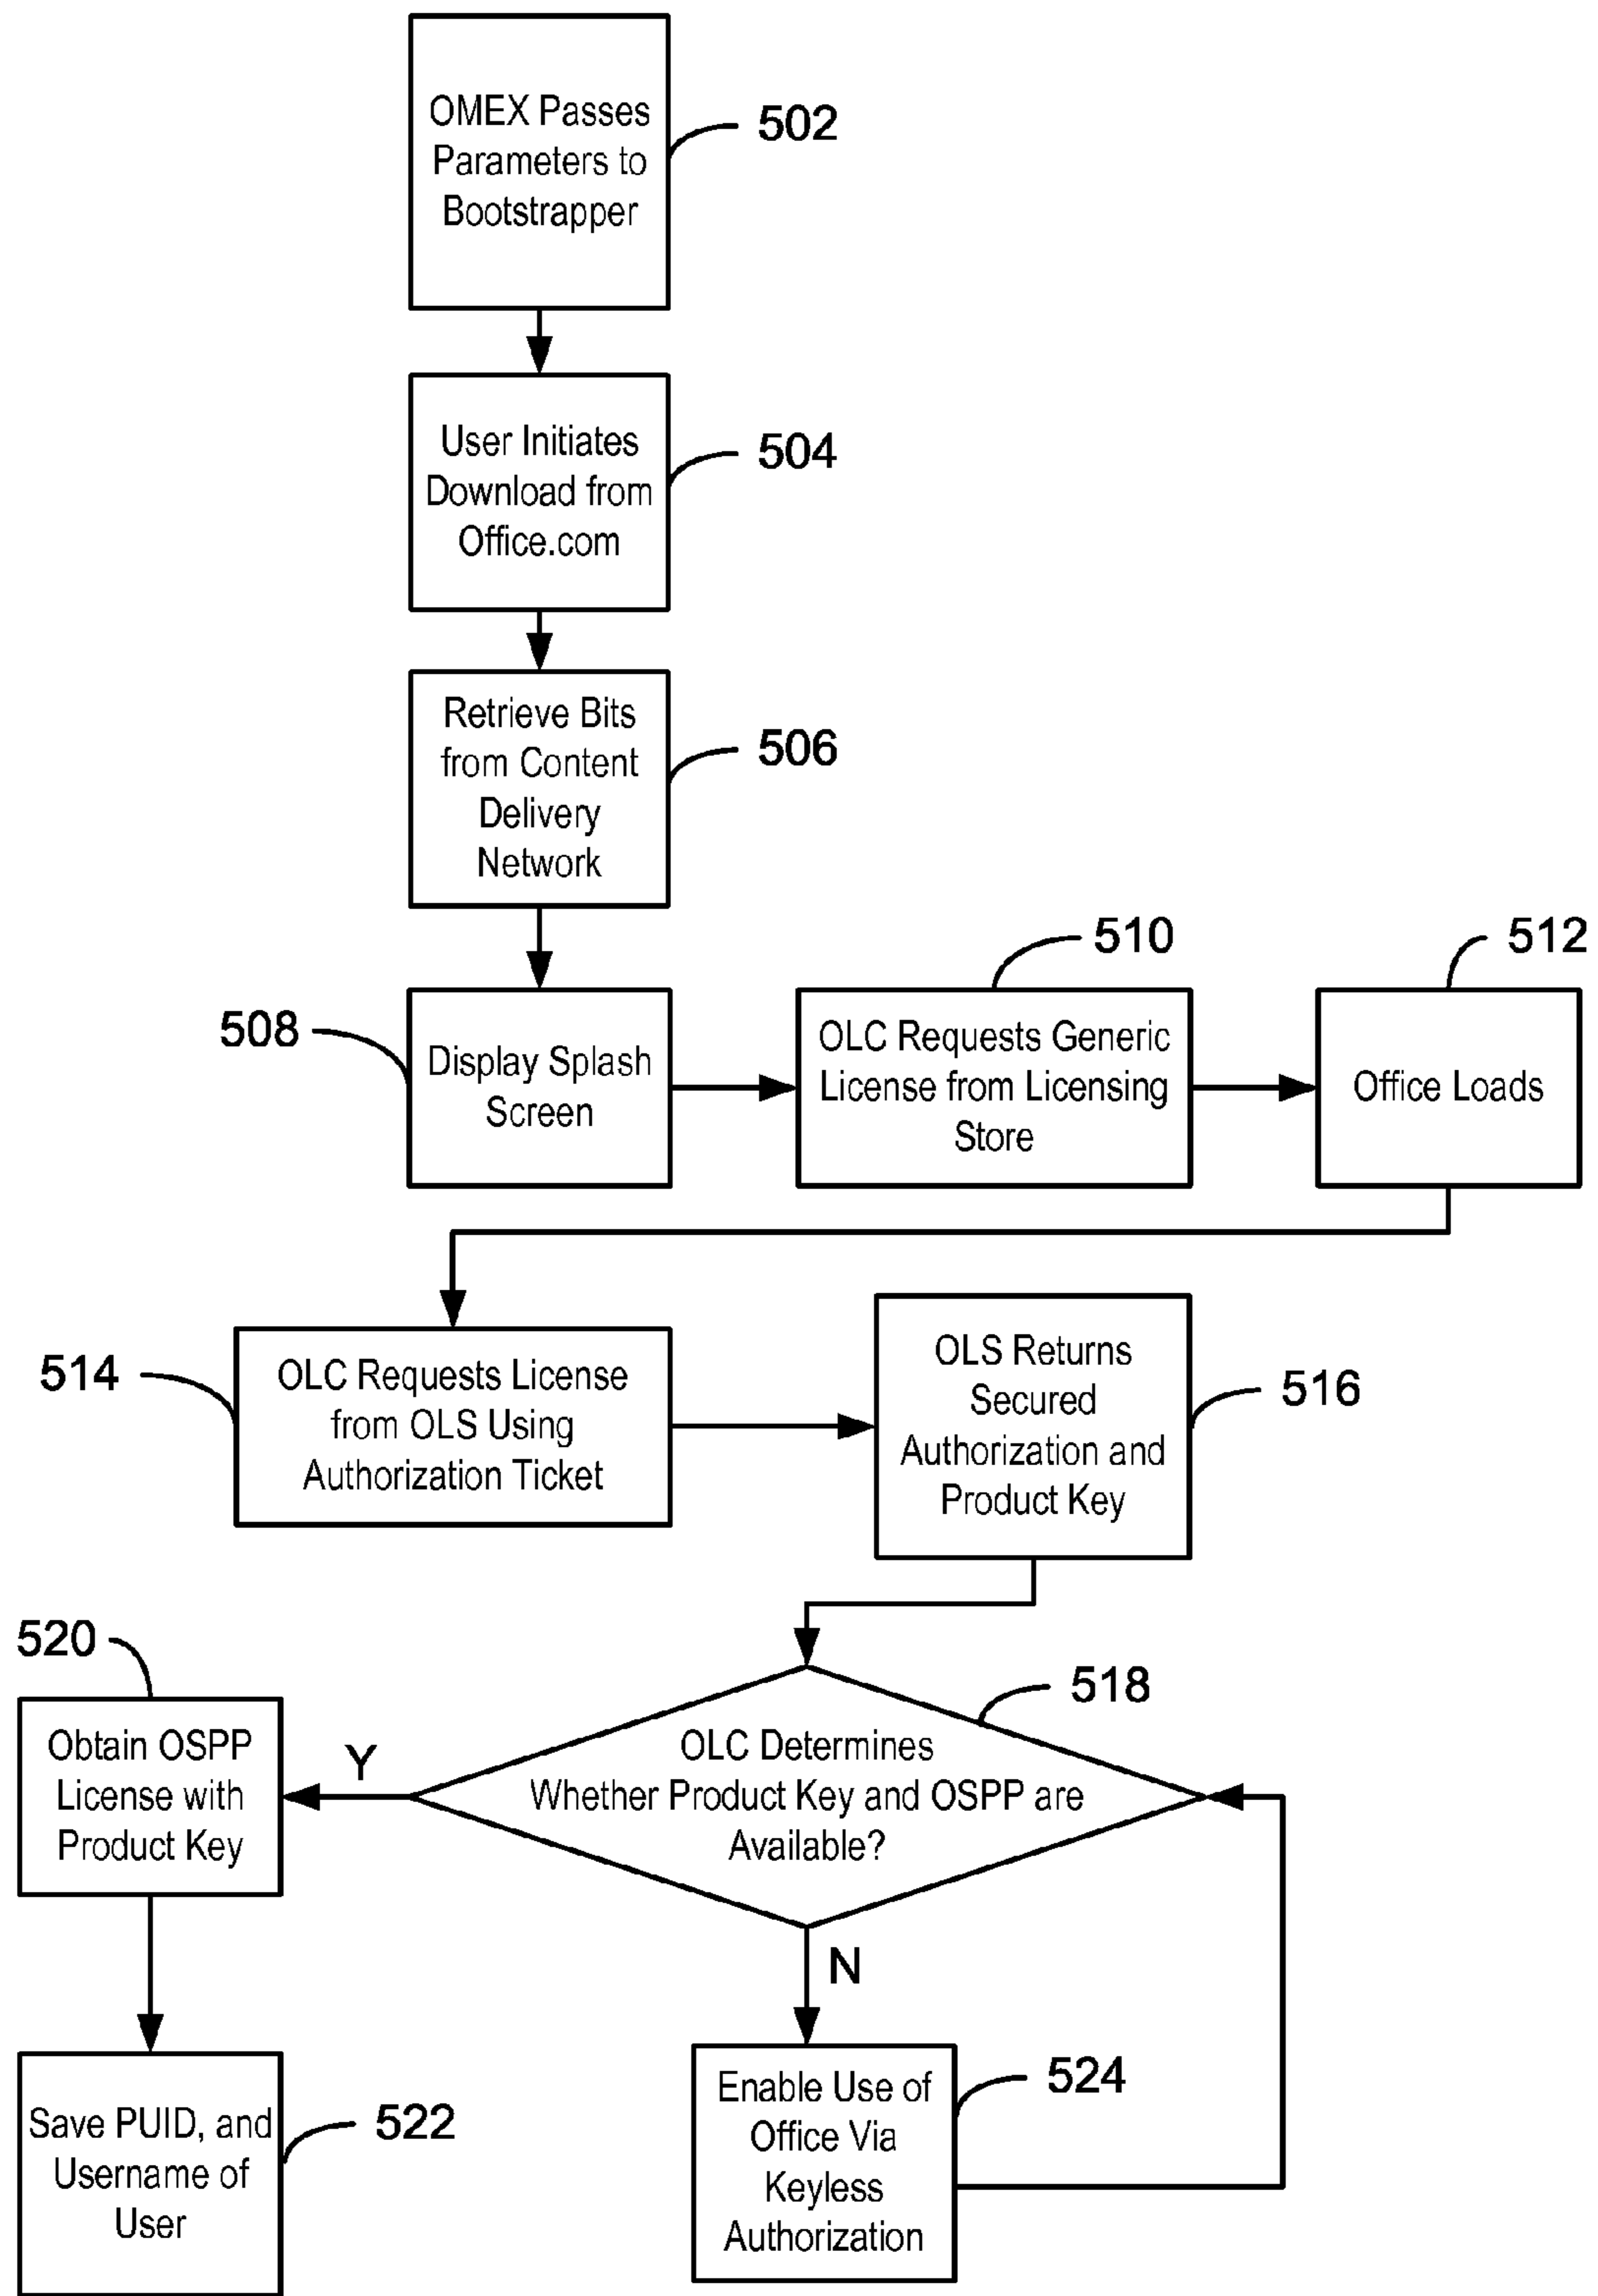 OMEX Passes
Parameters to
Bootstrapper
502
User Initiates
Download from
Office.com
504
Retrieve Bits
from Content
Delivery
Network
506
508
Display Splash
Screen
510
OLC Requests Generic
License from Licensing
Store
512
Office Loads
514
OLC Requests License
from OLS Using
Authorization Ticket
OLS Returns
Secured
Authorization and
Product Key
516
518
OLC Determines
Whether Product Key and OSPP are
Available?
Y
520
Obtain OSPP
License with
Product Key
N
Save PUID, and
Username of
User
522
Enable Use of
Office Via
Keyless
Authorization
524